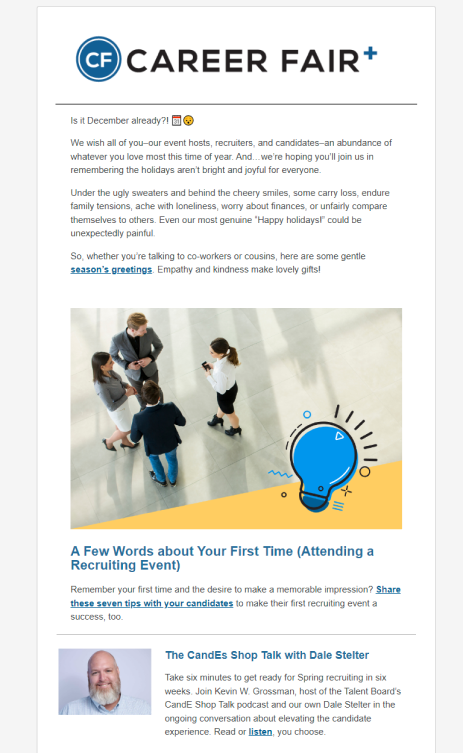 CF CAREER FAIR+
Is it December already?! 📅😮
We wish all of you–our event hosts, recruiters, and candidates–an abundance of
whatever you love most this time of year. And…we're hoping you'll join us in
remembering the holidays aren't bright and joyful for everyone.
Under the ugly sweaters and behind the cheery smiles, some carry loss, endure
family tensions, ache with loneliness, worry about finances, or unfairly compare
themselves to others. Even our most genuine "Happy holidays!" could be
unexpectedly painful.
So, whether you're talking to co-workers or cousins, here are some gentle
season's greetings. Empathy and kindness make lovely gifts!
A Few Words about Your First Time (Attending a
Recruiting Event)
Remember your first time and the desire to make a memorable impression? Share
these seven tips with your candidates to make their first recruiting event a
success, too.
The CandEs Shop Talk with Dale Stelter
Take six minutes to get ready for Spring recruiting in six
weeks. Join Kevin W. Grossman, host of the Talent Board's
CandE Shop Talk podcast and our own Dale Stelter in the
ongoing conversation about elevating the candidate
experience. Read or listen, you choose.